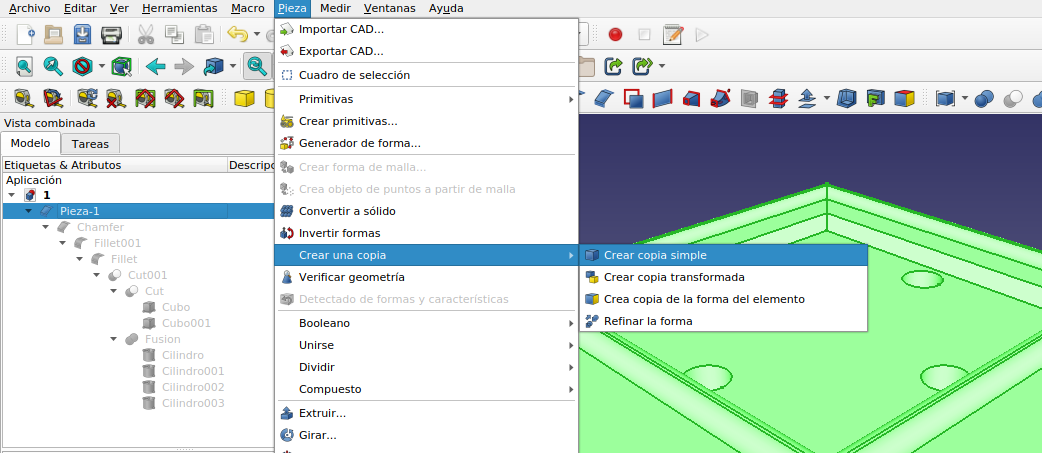 Archivo Editar Ver Herramientas Macro Pieza Medir Ventanas Ayuda
Importar CAD...
Exportar CAD...
Cuadro de selección
Primitivas
Crear primitivas...
Generador de forma...
Crear forma de malla...
Crea objeto de puntos a partir de malla
Convertir a sólido
Invertir formas
Crear una copia
Verificar geometría
Detectado de formas y características
Booleano
Unirse
Dividir
Compuesto
Extruir...
Girar...
Crear copia simple
Crear copia transformada
Crea copia de la forma del elemento
Refinar la forma
Vista combinada
Modelo Tareas
Etiquetas & Atributos Descripc
Aplicación
1
Pieza-1
Chamfer
Fillet001
Fillet
Cut001
Cut
Cubo
Cubo001
Fusion
Cilindro
Cilindro001
Cilindro002
Cilindro003